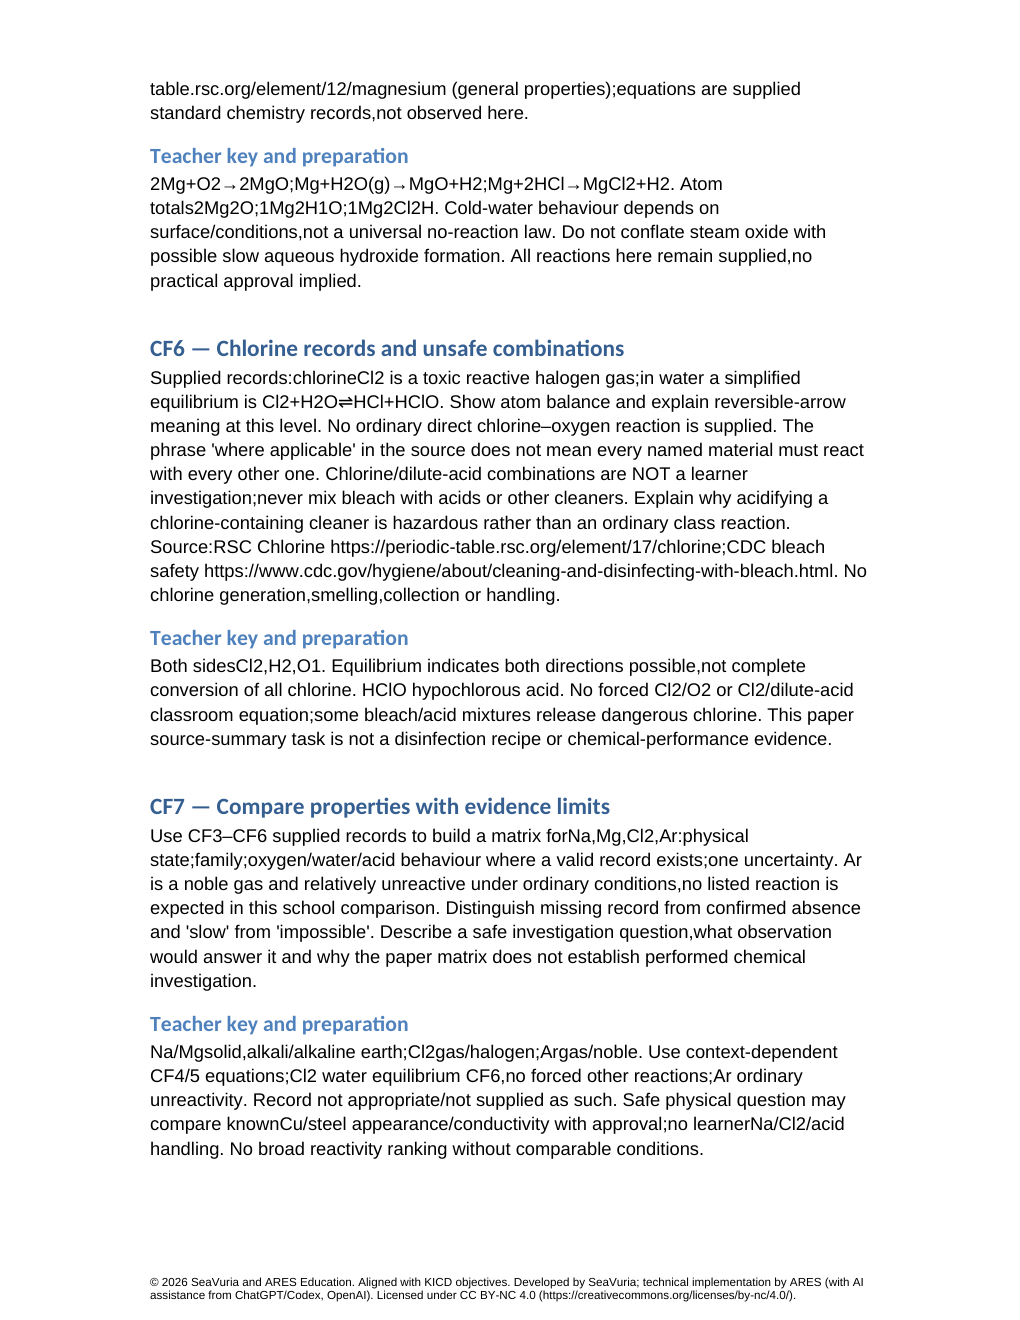 table.rsc.org/element/12/magnesium (general properties);equations are supplied
standard chemistry records,not observed here.
Teacher key and preparation
2Mg+O2→2MgO;Mg+H2O(g)→MgO+H2;Mg+2HCl→MgCl2+H2. Atom
totals2Mg2O;1Mg2H1O;1Mg2Cl2H. Cold-water behaviour depends on
surface/conditions,not a universal no-reaction law. Do not conflate steam oxide with
possible slow aqueous hydroxide formation. All reactions here remain supplied,no
practical approval implied.
CF6 — Chlorine records and unsafe combinations
Supplied records:chlorineCl2 is a toxic reactive halogen gas;in water a simplified
equilibrium is Cl2+H2O⇌HCl+HClO. Show atom balance and explain reversible-arrow
meaning at this level. No ordinary direct chlorine–oxygen reaction is supplied. The
phrase 'where applicable' in the source does not mean every named material must react
with every other one. Chlorine/dilute-acid combinations are NOT a learner
investigation;never mix bleach with acids or other cleaners. Explain why acidifying a
chlorine-containing cleaner is hazardous rather than an ordinary class reaction.
Source:RSC Chlorine https://periodic-table.rsc.org/element/17/chlorine;CDC bleach
safety https://www.cdc.gov/hygiene/about/cleaning-and-disinfecting-with-bleach.html. No
chlorine generation,smelling,collection or handling.
Teacher key and preparation
Both sidesCl2,H2,O1. Equilibrium indicates both directions possible,not complete
conversion of all chlorine. HClO hypochlorous acid. No forced Cl2/O2 or Cl2/dilute-acid
classroom equation;some bleach/acid mixtures release dangerous chlorine. This paper
source-summary task is not a disinfection recipe or chemical-performance evidence.
CF7 — Compare properties with evidence limits
Use CF3–CF6 supplied records to build a matrix forNa,Mg,Cl2,Ar:physical
state;family;oxygen/water/acid behaviour where a valid record exists;one uncertainty. Ar
is a noble gas and relatively unreactive under ordinary conditions,no listed reaction is
expected in this school comparison. Distinguish missing record from confirmed absence
and 'slow' from 'impossible'. Describe a safe investigation question,what observation
would answer it and why the paper matrix does not establish performed chemical
investigation.
Teacher key and preparation
Na/Mgsolid,alkali/alkaline earth;Cl2gas/halogen;Argas/noble. Use context-dependent
CF4/5 equations;Cl2 water equilibrium CF6,no forced other reactions;Ar ordinary
unreactivity. Record not appropriate/not supplied as such. Safe physical question may
compare knownCu/steel appearance/conductivity with approval;no learnerNa/Cl2/acid
handling. No broad reactivity ranking without comparable conditions.
© 2026 SeaVuria and ARES Education. Aligned with KICD objectives. Developed by SeaVuria; technical implementation by ARES (with AI
assistance from ChatGPT/Codex, OpenAI). Licensed under CC BY-NC 4.0 (https://creativecommons.org/licenses/by-nc/4.0/).